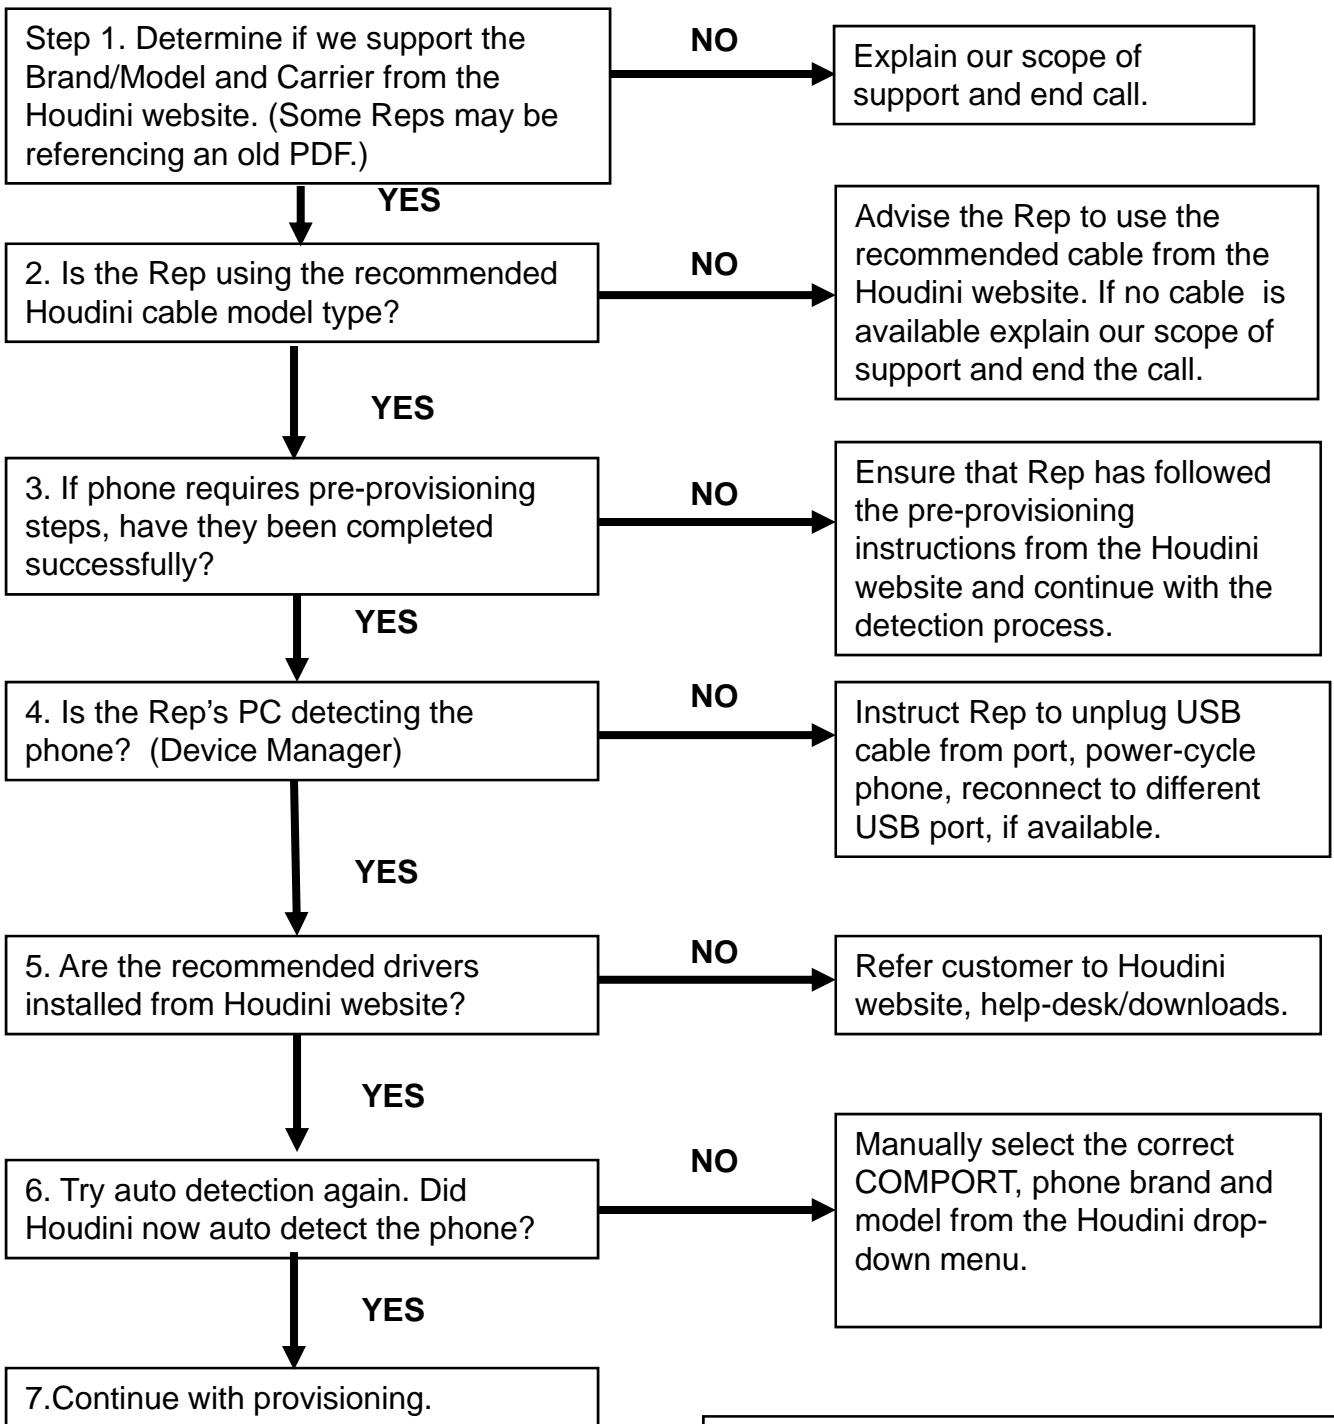 Step 1. Determine if we support the
Brand/Model and Carrier from the
Houdini website. (Some Reps may be
referencing an old PDF.)
NO
Explain our scope of
support and end call.
YES
2. Is the Rep using the recommended
Houdini cable model type?
NO
Advise the Rep to use the
recommended cable from the
Houdini website. If no cable  is
available explain our scope of
support and end the call.
YES
3. If phone requires pre-provisioning
steps, have they been completed
successfully?
NO
Ensure that Rep has followed
the pre-provisioning
instructions from the Houdini
website and continue with the
detection process.
YES
4. Is the Rep’s PC detecting the
phone?  (Device Manager)
NO
Instruct Rep to unplug USB
cable from port, power-cycle
phone, reconnect to different
USB port, if available.
YES
5. Are the recommended drivers
installed from Houdini website?
NO
Refer customer to Houdini
website, help-desk/downloads.
YES
6. Try auto detection again. Did
Houdini now auto detect the phone?
NO
Manually select the correct
COMPORT, phone brand and
model from the Houdini drop-
down menu.
YES
7.Continue with provisioning.